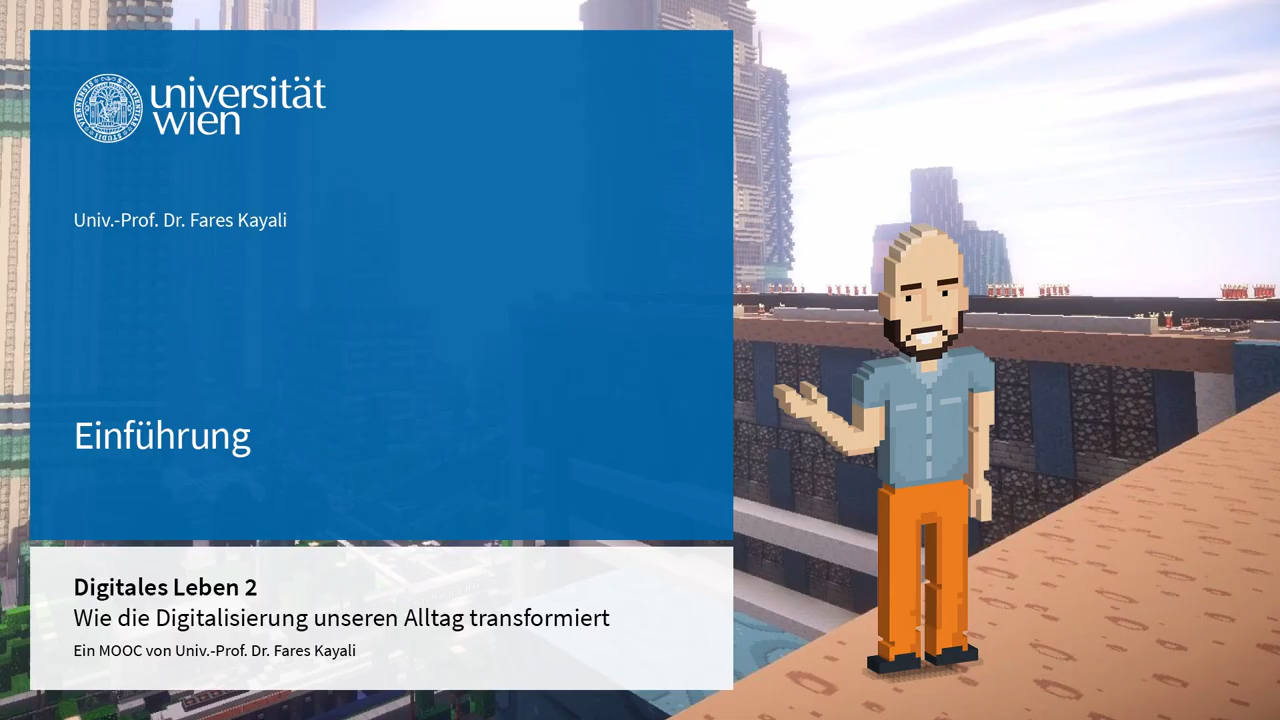 universität
wien
Univ.-Prof. Dr. Fares Kayali
Einführung
Digitales Leben 2
Wie die Digitalisierung unseren Alltag transformiert
Ein MOOC von Univ.-Prof. Dr. Fares Kayali